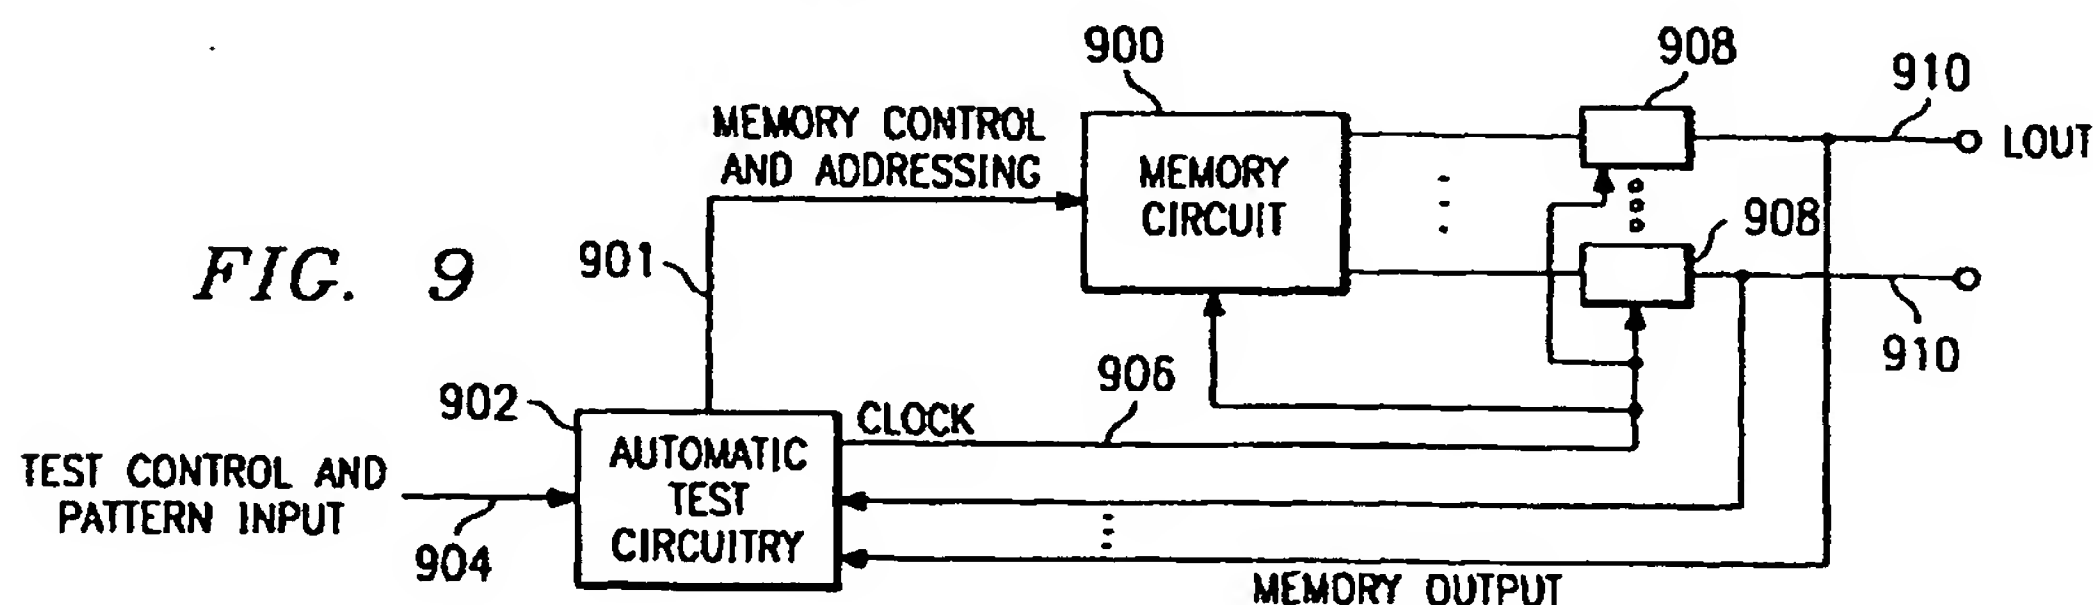 900
908
910
LOUT
MEMORY CONTROL
AND ADDRESSING
MEMORY
CIRCUIT
908
FIG. 9
901
910
906
902
CLOCK
AUTOMATIC
TEST
CIRCUITRY
TEST CONTROL AND
PATTERN INPUT
904
MEMORY OUTPUT